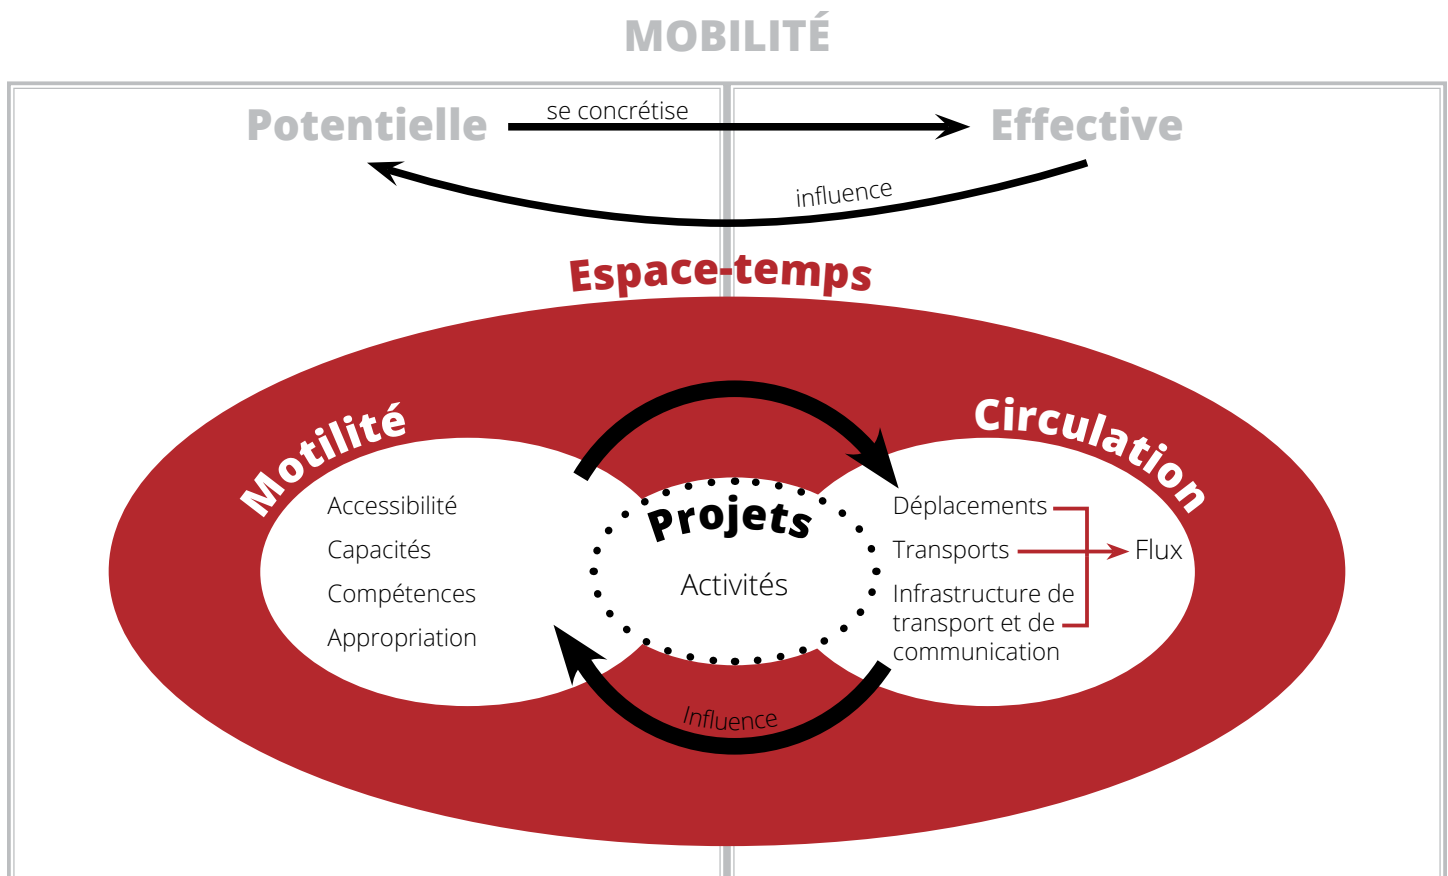 MOBILITÉ
Potentielle
se concrétise
Effective
influence
Espace-temps
Motilité
Circulation
Accessibilité
Capacités
Compétences
Appropriation
Projets
Activités
Déplacements
Transports
Flux
Infrastructure de
transport et de
communication
Influence